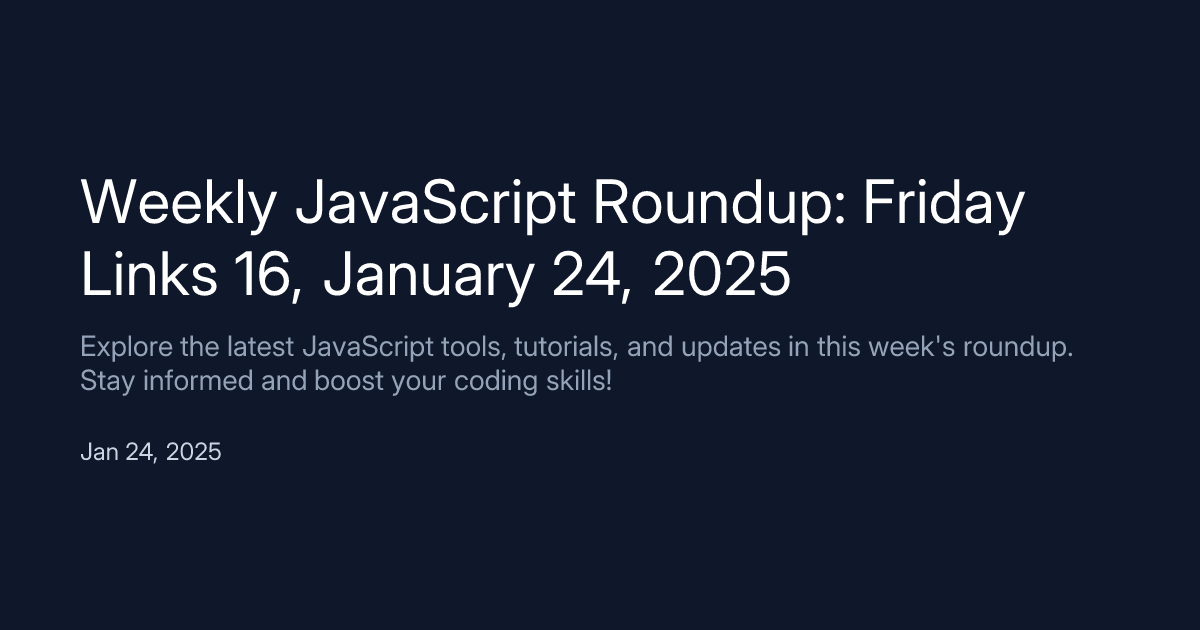 Weekly JavaScript Roundup: Friday
Links 16, January 24, 2025
Explore the latest JavaScript tools, tutorials, and updates in this week's roundup.
Stay informed and boost your coding skills!
Jan 24, 2025